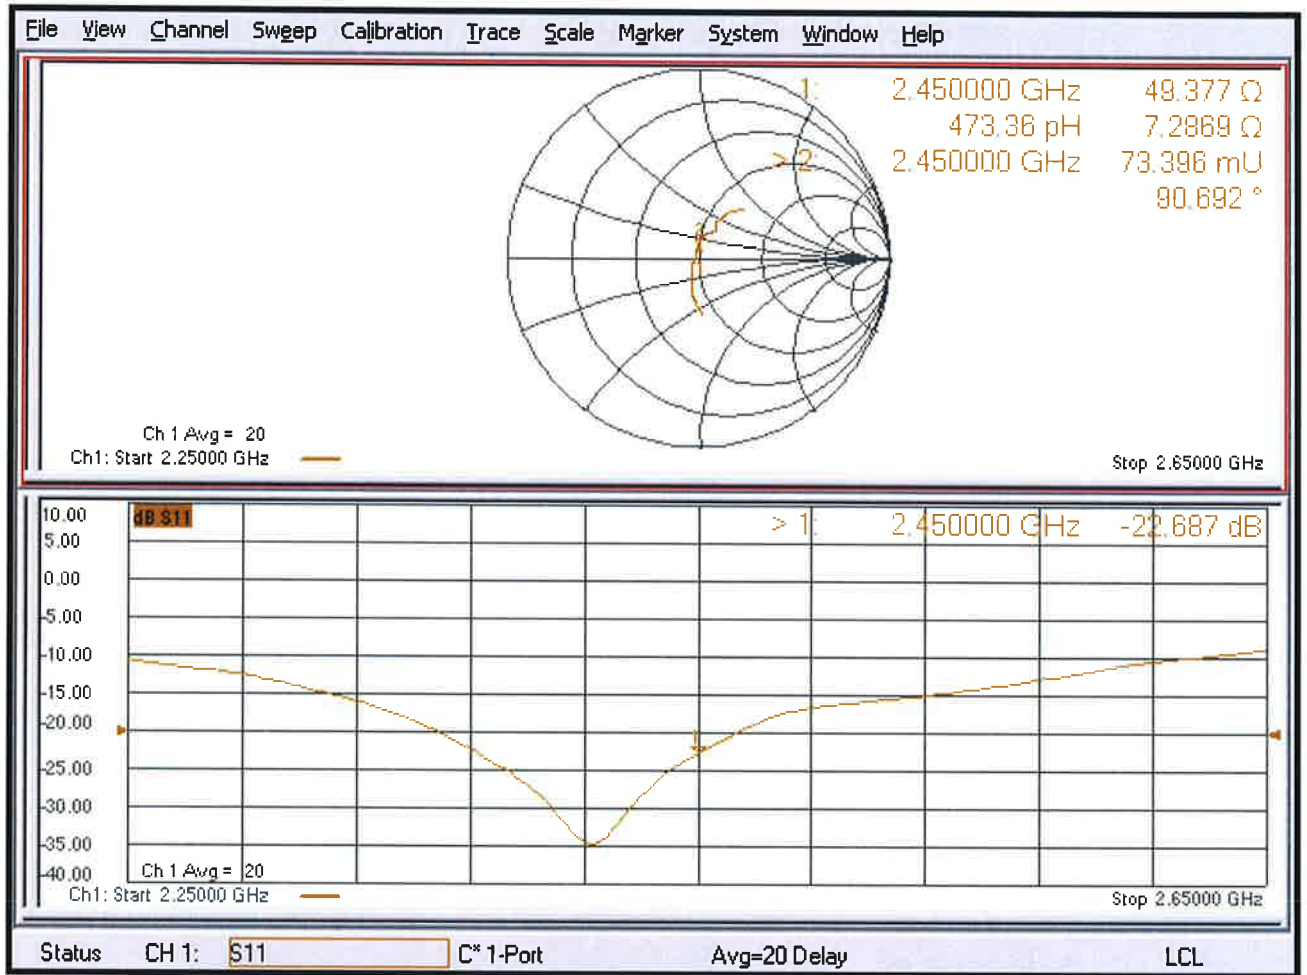 File View Channel Sweep Calibration Trace Scale Marker System Window Help
1: 2.450000 GHz 49.377 Ω
473.36 pH 7.2869 Ω
> 2: 2.450000 GHz 73.396 mU
90.692 °
Ch 1 Avg = 20
Ch1: Start 2.25000 GHz Stop 2.65000 GHz
10.00 dB S11 > 1: 2.450000 GHz -22.687 dB
5.00
0.00
-5.00
-10.00
-15.00
-20.00
-25.00
-30.00
-35.00
-40.00
Ch 1 Avg = 20
Ch1: Start 2.25000 GHz Stop 2.65000 GHz
Status CH 1: S11 C* 1-Port Avg=20 Delay LCL